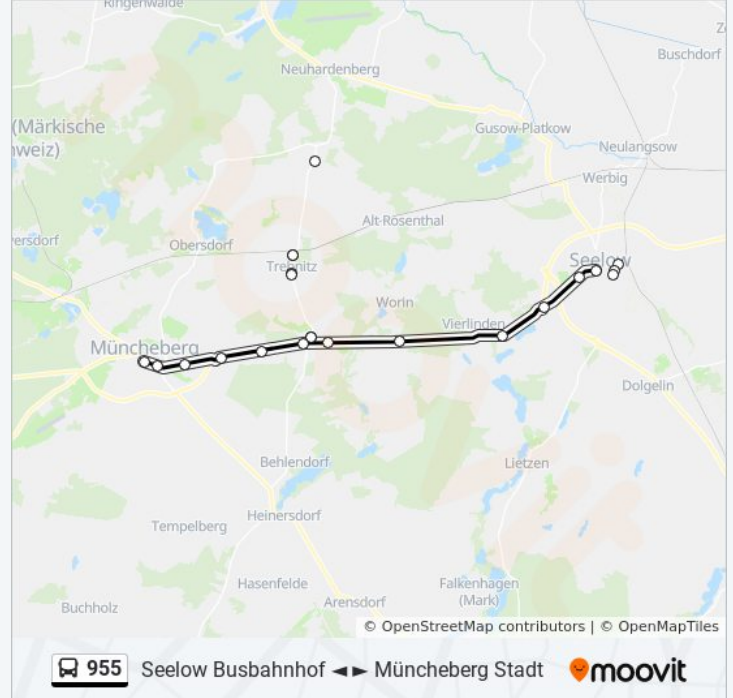 Ringenwalde
Buschdorf
Neuhardenberg
(Märkische
weiz)
Gusow-Platkow
Neulangsow
Werbig
Alt-Rosenthal
ersdorf
Obersdorf
Trebnitz
Seelow
Worin
Vierlinden
Müncheberg
Dolgelin
Behlendorf
Lietzen
Heinersdorf
Tempelberg
Hasenfelde
Falkenhagen
(Mark)
Arensdorf
Buchholz
© OpenStreetMap contributors | © OpenMapTiles
955 Seelow Busbahnhof ◄ ► Müncheberg Stadt moovit